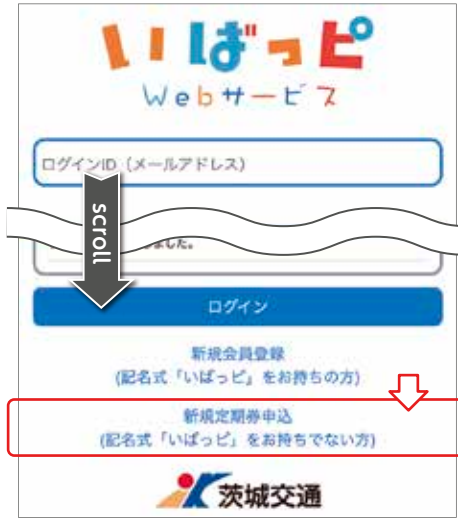 いばっピ
Webサービス
ログインID（メールアドレス）
scroll
ました。
ログイン
新規会員登録
(記名式「いばっピ」をお持ちの方)
新規定期券申込
(記名式「いばっピ」をお持ちでない方)
茨城交通